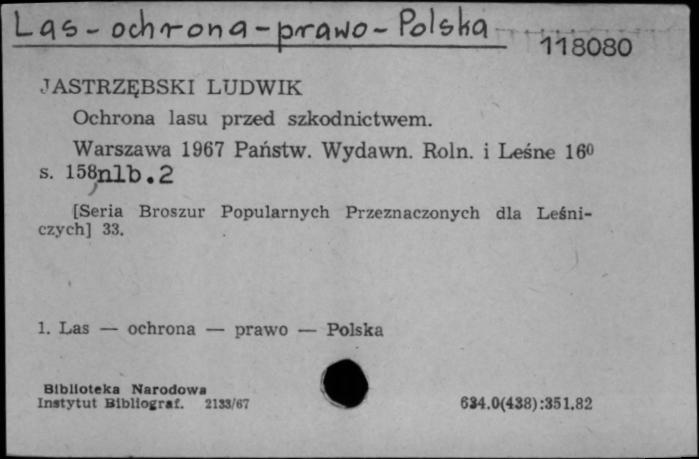 Las - ochrona - prawo - Polska
118080
JASTRZĘBSKI LUDWIK
Ochrona lasu przed szkodnictwem.
Warszawa 1967 Państw. Wydawn. Roln. i Leśne 16⁰
s. 158, nlb. 2
[Seria Broszur Popularnych Przeznaczonych dla Leśni-
czych] 33.
1. Las — ochrona — prawo — Polska
Biblioteka Narodowa
Instytut Bibliograf. 2133/67
634.0(438):351.82